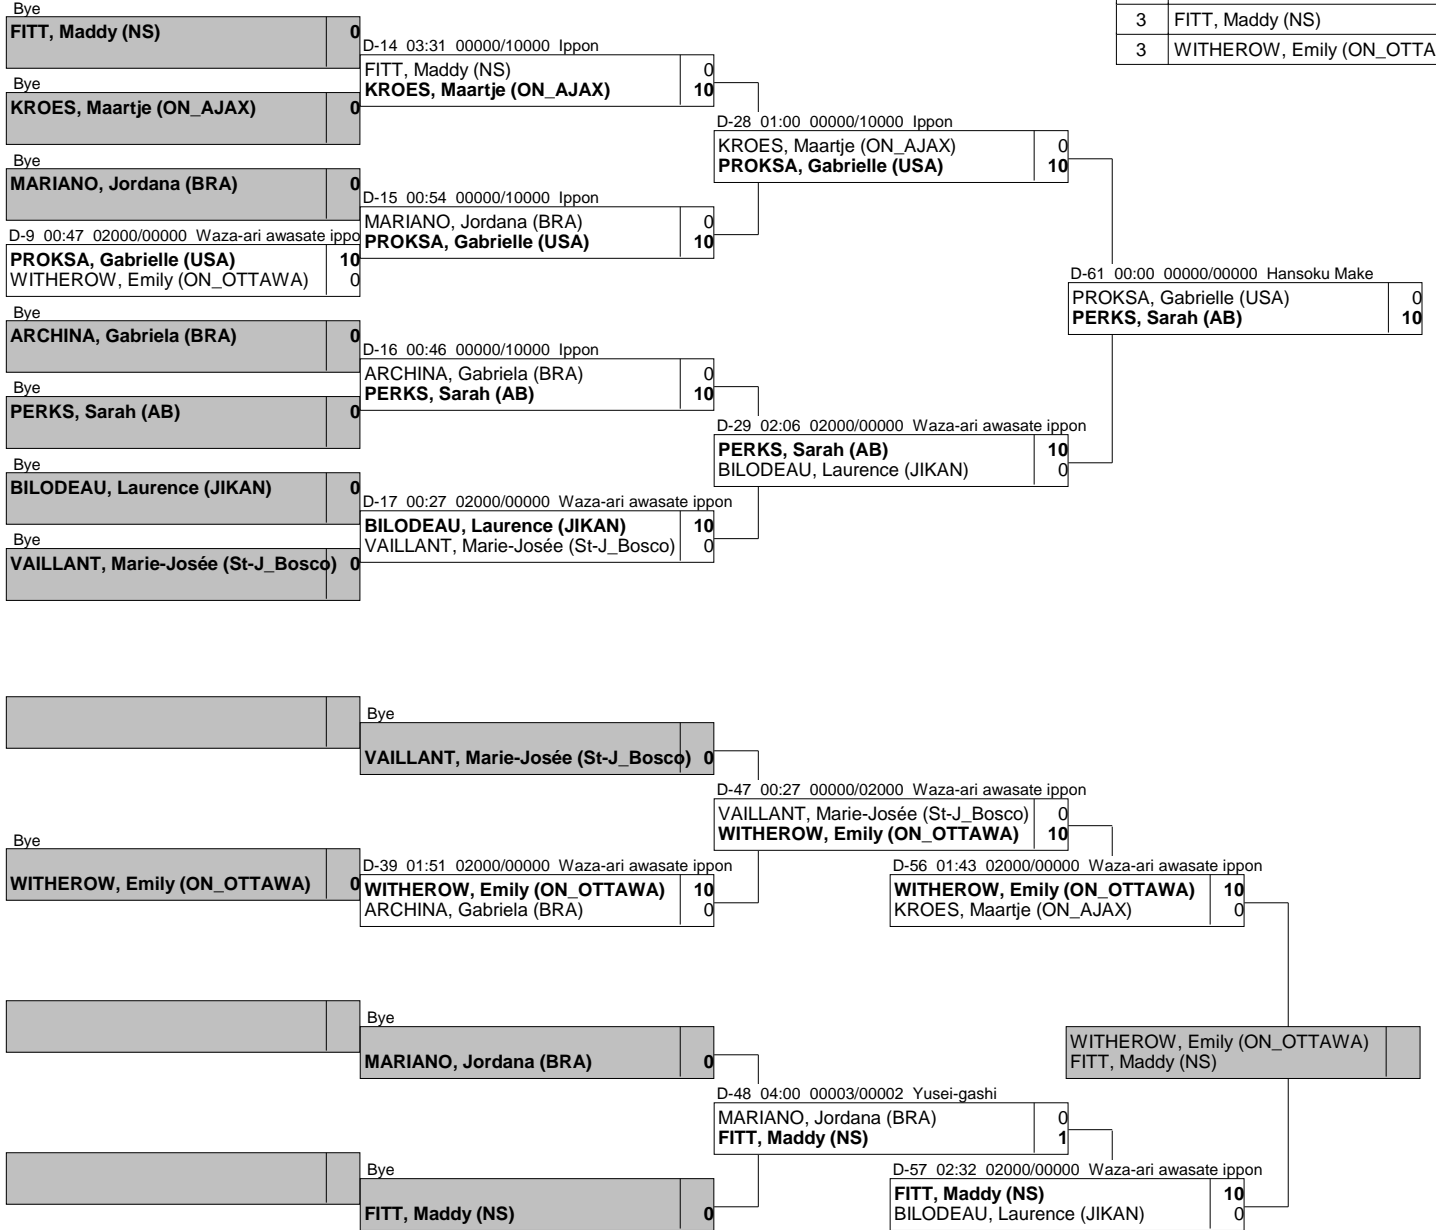 Bye
FITT, Maddy (NS) 0
3 FITT, Maddy (NS)
3 WITHEROW, Emily (ON_OTTA
D-14 03:31 00000/10000 Ippon
FITT, Maddy (NS) 0
KROES, Maartje (ON_AJAX) 10
Bye
KROES, Maartje (ON_AJAX) 0
D-28 01:00 00000/10000 Ippon
KROES, Maartje (ON_AJAX) 0
PROKSA, Gabrielle (USA) 10
Bye
MARIANO, Jordana (BRA) 0
D-15 00:54 00000/10000 Ippon
MARIANO, Jordana (BRA) 0
PROKSA, Gabrielle (USA) 10
D-9 00:47 02000/00000 Waza-ari awasate ippo
PROKSA, Gabrielle (USA) 10
WITHEROW, Emily (ON_OTTAWA) 0
D-61 00:00 00000/00000 Hansoku Make
PROKSA, Gabrielle (USA) 0
PERKS, Sarah (AB) 10
Bye
ARCHINA, Gabriela (BRA) 0
D-16 00:46 00000/10000 Ippon
ARCHINA, Gabriela (BRA) 0
PERKS, Sarah (AB) 10
Bye
PERKS, Sarah (AB) 0
D-29 02:06 02000/00000 Waza-ari awasate ippon
PERKS, Sarah (AB) 10
BILODEAU, Laurence (JIKAN) 0
Bye
BILODEAU, Laurence (JIKAN) 0
D-17 00:27 02000/00000 Waza-ari awasate ippon
BILODEAU, Laurence (JIKAN) 10
VAILLANT, Marie-Josée (St-J_Bosco) 0
Bye
VAILLANT, Marie-Josée (St-J_Bosco) 0
Bye
VAILLANT, Marie-Josée (St-J_Bosco) 0
D-47 00:27 00000/02000 Waza-ari awasate ippon
VAILLANT, Marie-Josée (St-J_Bosco) 0
WITHEROW, Emily (ON_OTTAWA) 10
Bye
WITHEROW, Emily (ON_OTTAWA) 0
D-39 01:51 02000/00000 Waza-ari awasate ippon
WITHEROW, Emily (ON_OTTAWA) 10
ARCHINA, Gabriela (BRA) 0
D-56 01:43 02000/00000 Waza-ari awasate ippon
WITHEROW, Emily (ON_OTTAWA) 10
KROES, Maartje (ON_AJAX) 0
Bye
MARIANO, Jordana (BRA) 0
WITHEROW, Emily (ON_OTTAWA)
FITT, Maddy (NS)
D-48 04:00 00003/00002 Yusei-gashi
MARIANO, Jordana (BRA) 0
FITT, Maddy (NS) 1
Bye
FITT, Maddy (NS) 0
D-57 02:32 02000/00000 Waza-ari awasate ippon
FITT, Maddy (NS) 10
BILODEAU, Laurence (JIKAN) 0